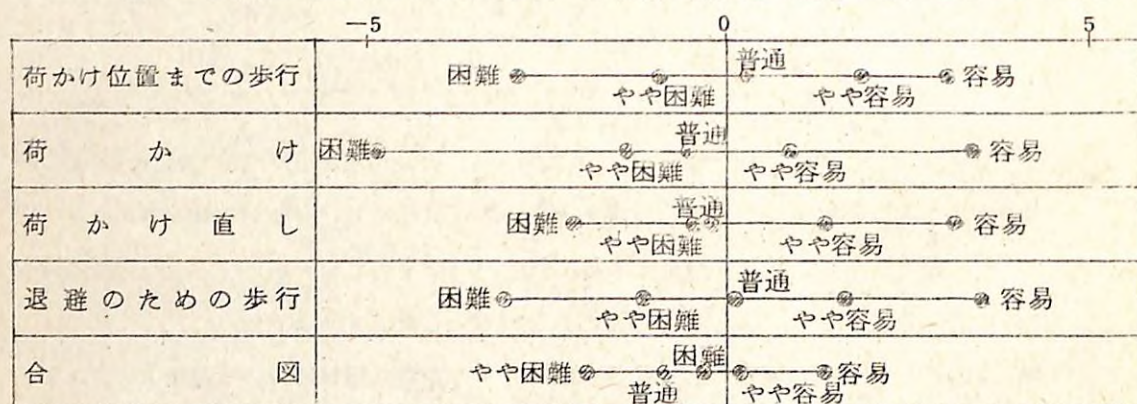 −5 0 5
荷かけ位置までの歩行 困難 やや困難 普通 やや容易 容易
荷かけ 困難 やや困難 普通 やや容易 容易
荷かけ直し 困難 やや困難 普通 やや容易 容易
退避のための歩行 困難 やや困難 普通 やや容易 容易
合図 やや困難 普通 困難 やや容易 容易